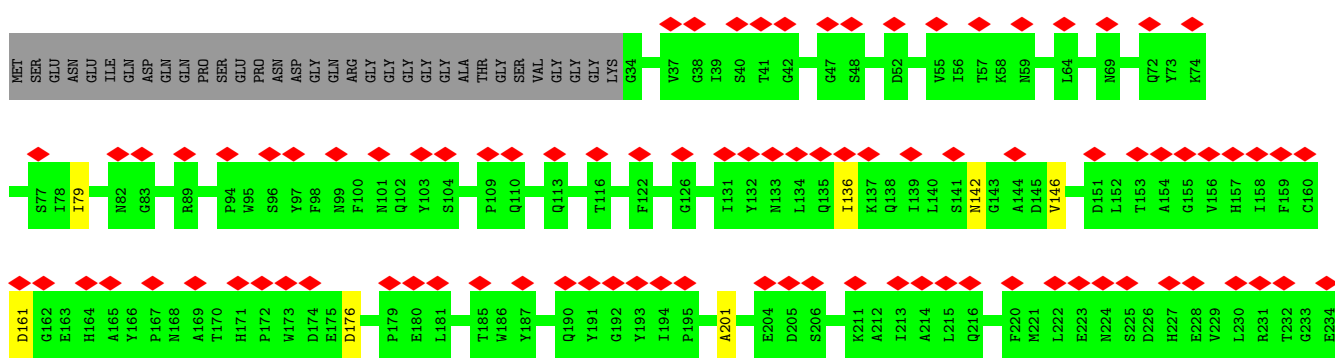 MET SER GLU ASN GLU ILE GLN ASP GLN GLN PRO SER GLU PRO ASN ASP GLY GLN ARG GLY GLY GLY GLY GLY ALA THR GLY SER VAL GLY GLY GLY LYS G34 V37 G38 I39 S40 T41 G42 G47 S48 D52 V55 I56 T57 K58 N59 L64 N69 Q72 Y73 K74
S77 I78 I79 N82 G83 R89 P94 W95 S96 Y97 F98 N99 F100 N101 Q102 Y103 S104 P109 Q110 Q113 T116 F122 G126 I131 Y132 N133 L134 Q135 I136 K137 Q138 I139 L140 S141 N142 G143 A144 D145 V146 D151 L152 T153 A154 G155 V156 H157 I158 F159 C160
D161 G162 E163 H164 A165 Y166 P167 N168 A169 T170 H171 P172 W173 D174 E175 D176 P179 E180 L181 T185 W186 Y187 Q190 Y191 G192 Y193 I194 P195 A201 E204 D205 S206 K211 A212 I213 A214 L215 Q216 F220 M221 L222 E223 N224 S225 D226 H227 E228 V229 L230 R231 T232 G233 E234